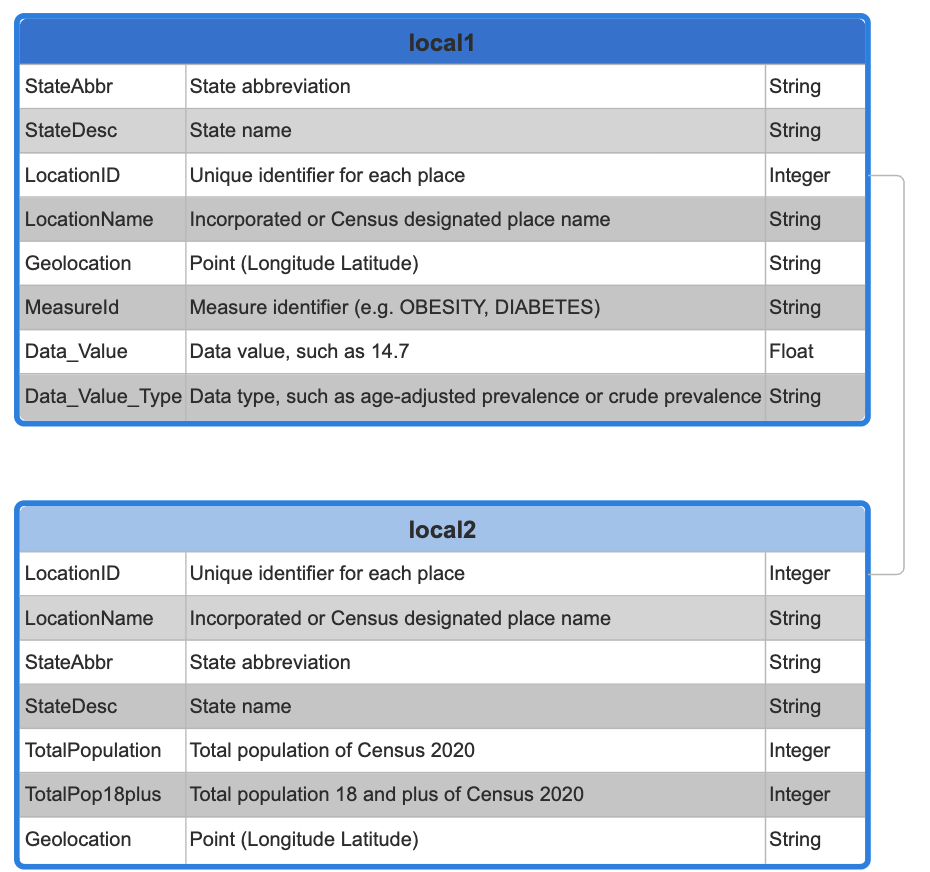 local1
StateAbbr State abbreviation String
StateDesc State name String
LocationID Unique identifier for each place Integer
LocationName Incorporated or Census designated place name String
Geolocation Point (Longitude Latitude) String
MeasureId Measure identifier (e.g. OBESITY, DIABETES) String
Data_Value Data value, such as 14.7 Float
Data_Value_Type Data type, such as age-adjusted prevalence or crude prevalence String
local2
LocationID Unique identifier for each place Integer
LocationName Incorporated or Census designated place name String
StateAbbr State abbreviation String
StateDesc State name String
TotalPopulation Total population of Census 2020 Integer
TotalPop18plus Total population 18 and plus of Census 2020 Integer
Geolocation Point (Longitude Latitude) String